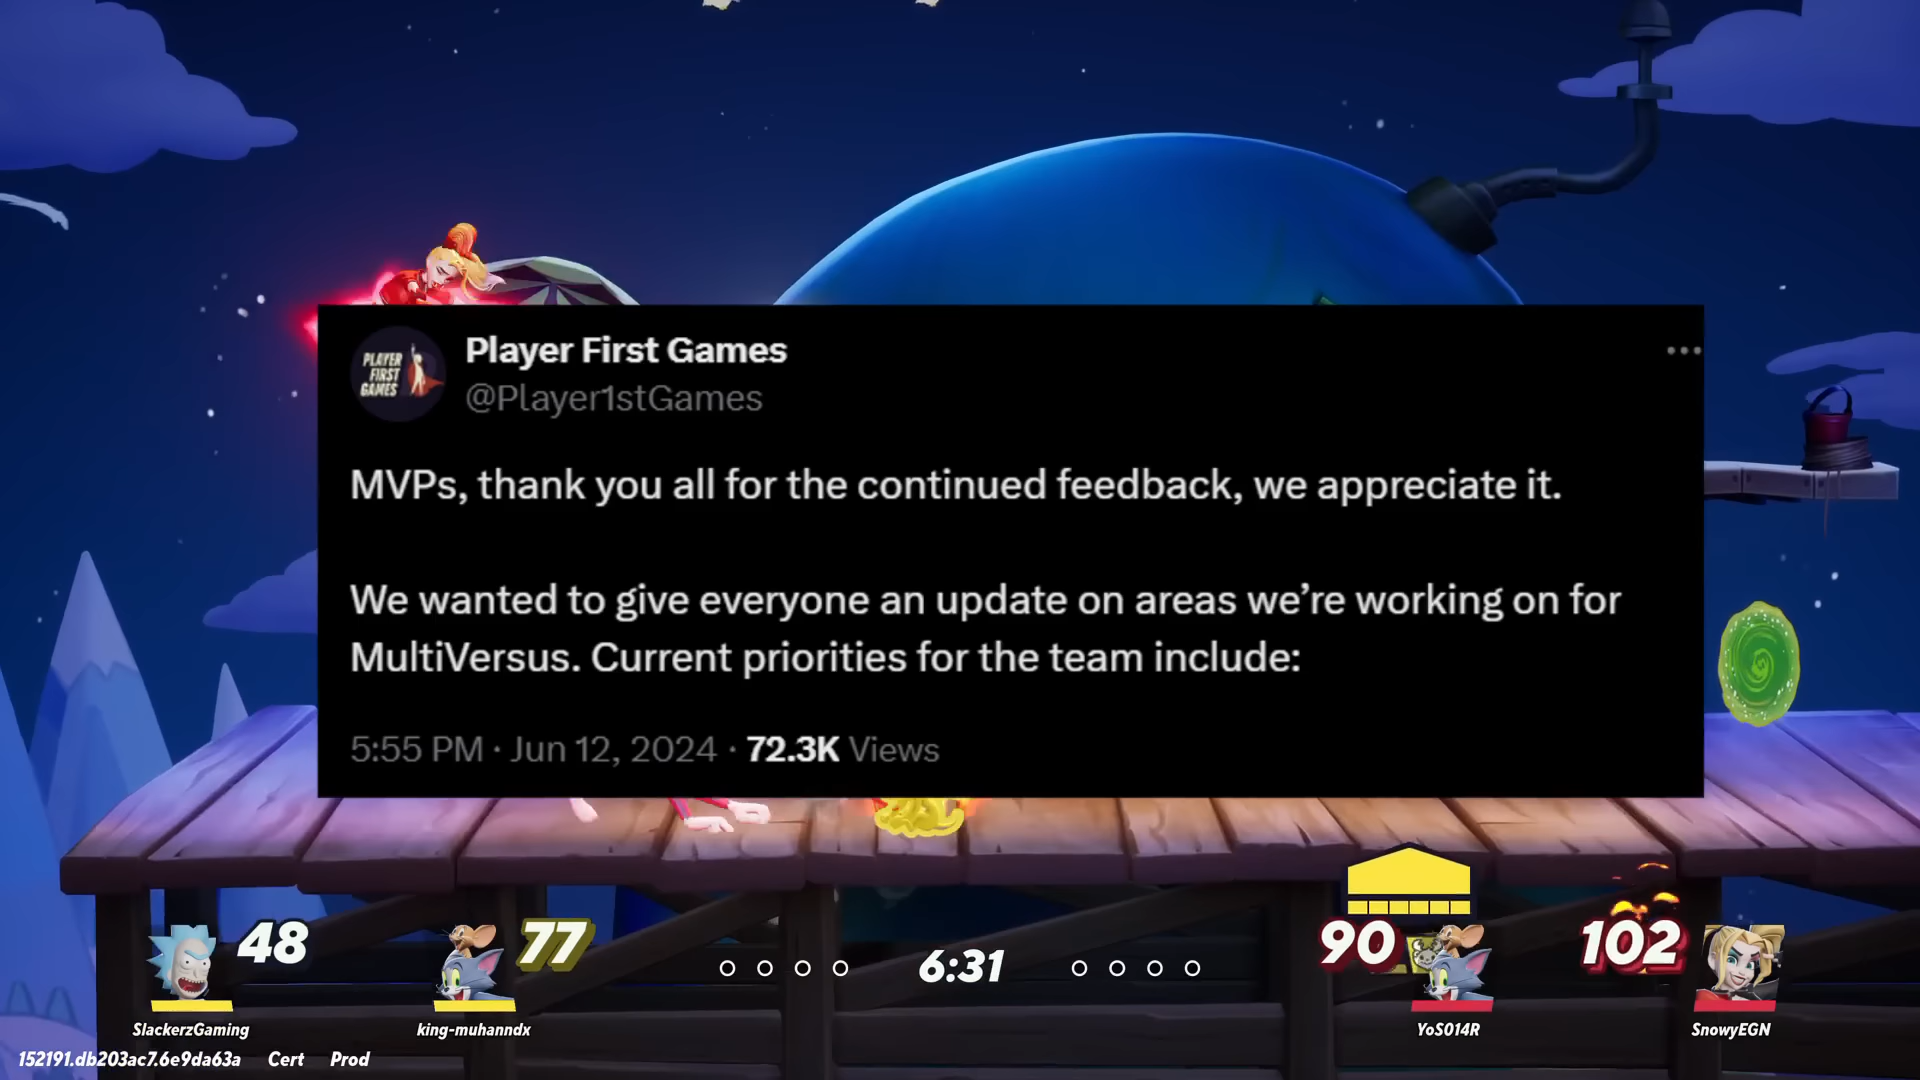 PLAYER
FIRST
GAMES
Player First Games
@Player1stGames
MVPs, thank you all for the continued feedback, we appreciate it.
We wanted to give everyone an update on areas we’re working on for
MultiVersus. Current priorities for the team include:
5:55 PM · Jun 12, 2024 · 72.3K Views
48
77
6:31
90
102
SlackerzGaming
king-muhanndx
YoS014R
SnowyEGN
152191.db203ac7.6e9da63a Cert Prod